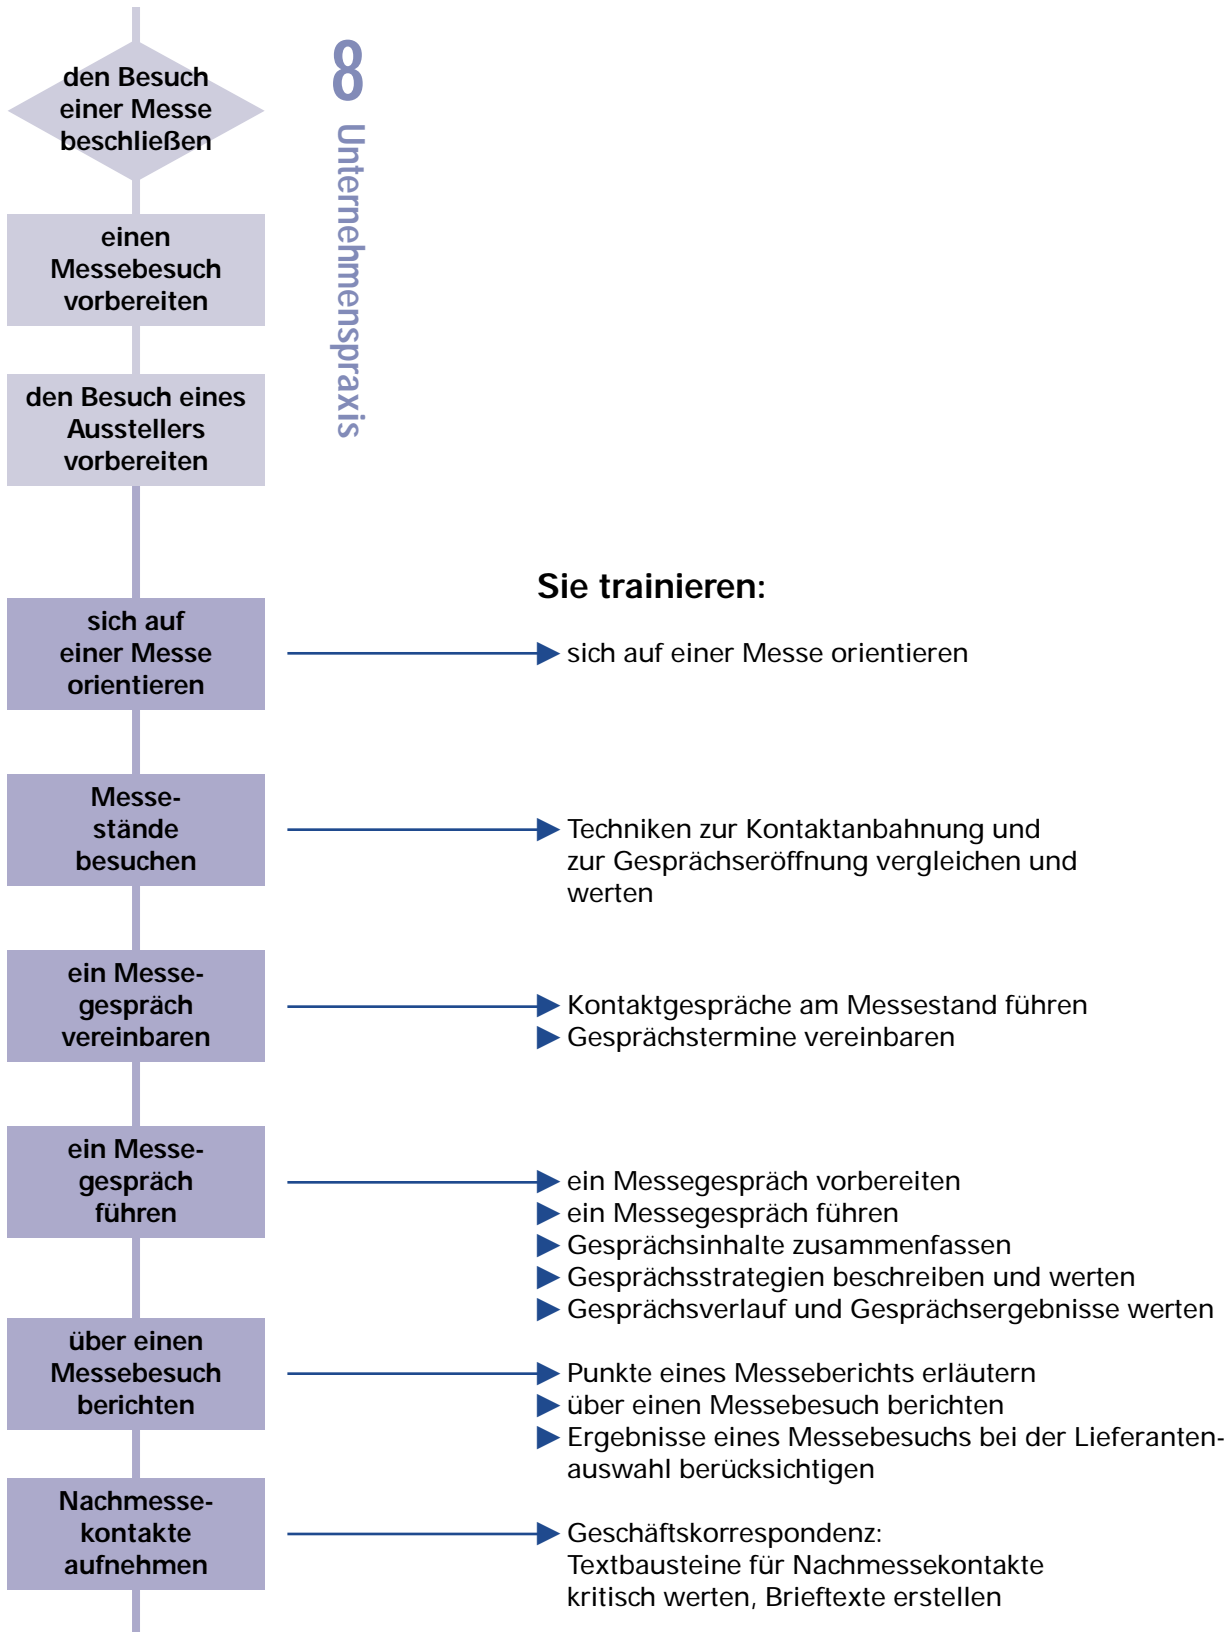 den Besuch
einer Messe
beschließen
8 Unternehmenspraxis
einen
Messebesuch
vorbereiten
den Besuch eines
Ausstellers
vorbereiten
Sie trainieren:
sich auf
einer Messe
orientieren
sich auf einer Messe orientieren
Messe-
stände
besuchen
Techniken zur Kontaktanbahnung und
zur Gesprächseröffnung vergleichen und
werten
ein Messe-
gespräch
vereinbaren
Kontaktgespräche am Messestand führen
Gesprächstermine vereinbaren
ein Messe-
gespräch
führen
ein Messegespräch vorbereiten
ein Messegespräch führen
Gesprächsinhalte zusammenfassen
Gesprächsstrategien beschreiben und werten
Gesprächsverlauf und Gesprächsergebnisse werten
über einen
Messebesuch
berichten
Punkte eines Messeberichts erläutern
über einen Messebesuch berichten
Ergebnisse eines Messebesuchs bei der Lieferanten-
auswahl berücksichtigen
Nachmesse-
kontakte
aufnehmen
Geschäftskorrespondenz:
Textbausteine für Nachmessekontakte
kritisch werten, Brieftexte erstellen